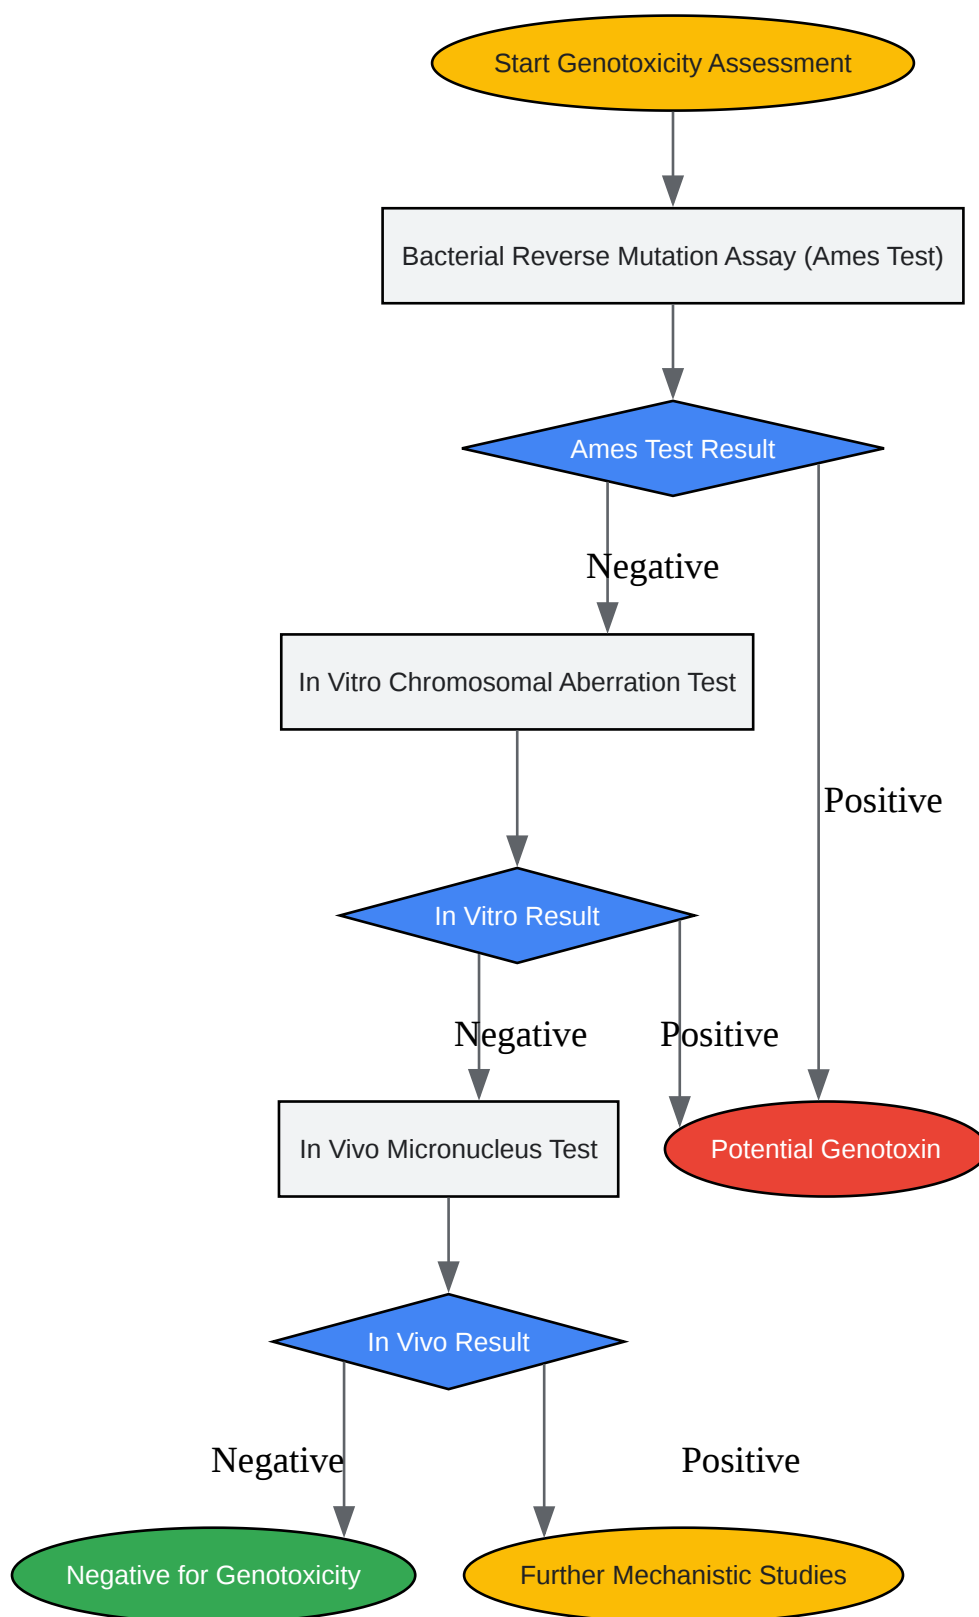 Start Genotoxicity Assessment
Bacterial Reverse Mutation Assay (Ames Test)
Ames Test Result
Negative
In Vitro Chromosomal Aberration Test
Positive
In Vitro Result
Negative
Positive
In Vivo Micronucleus Test
Potential Genotoxin
In Vivo Result
Negative
Positive
Negative for Genotoxicity
Further Mechanistic Studies